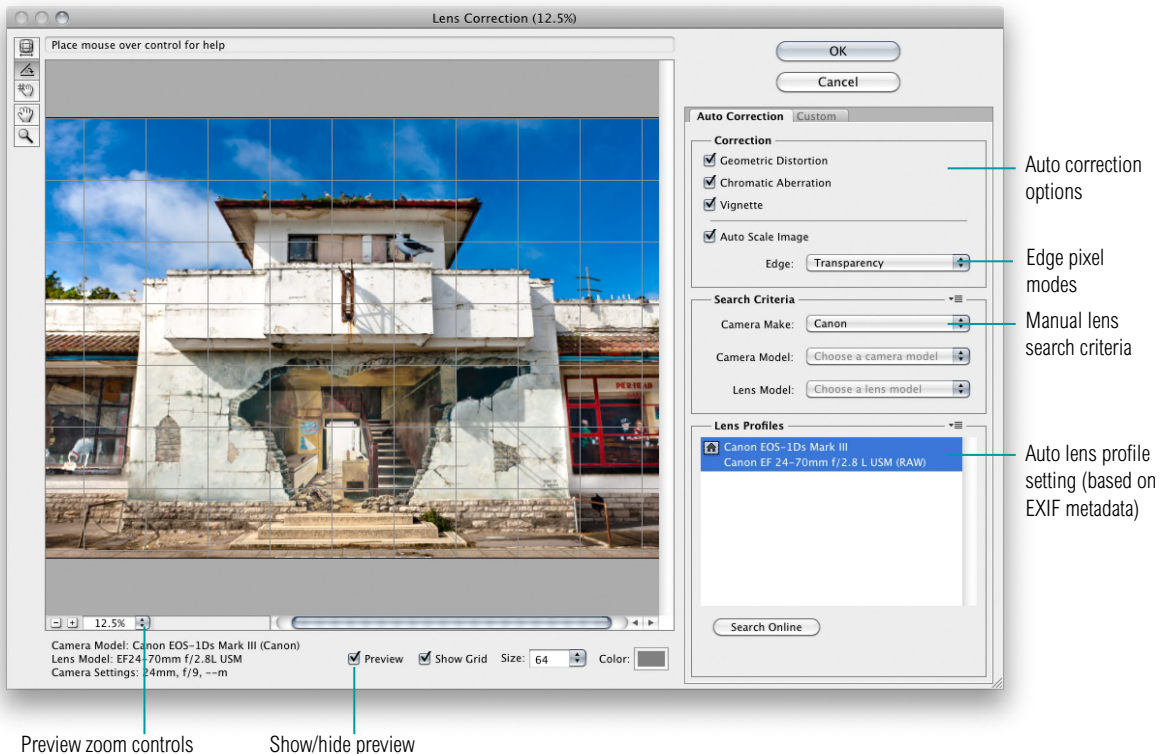 Lens Correction (12.5%)
Place mouse over control for help
OK
Cancel
Auto Correction
Custom
Correction
Geometric Distortion
Chromatic Aberration
Vignette
Auto Scale Image
Edge: Transparency
Search Criteria
Camera Make: Canon
Camera Model: Choose a camera model
Lens Model: Choose a lens model
Lens Profiles
Canon EOS-1Ds Mark III
Canon EF 24-70mm f/2.8 L USM (RAW)
Search Online
12.5%
Camera Model: Canon EOS-1Ds Mark III (Canon)
Lens Model: EF24-70mm f/2.8L USM
Camera Settings: 24mm, f/9, --m
Preview
Show Grid
Size: 64
Color:
Auto correction
options
Edge pixel
modes
Manual lens
search criteria
Auto lens profile
setting (based on
EXIF metadata)
Preview zoom controls
Show/hide preview